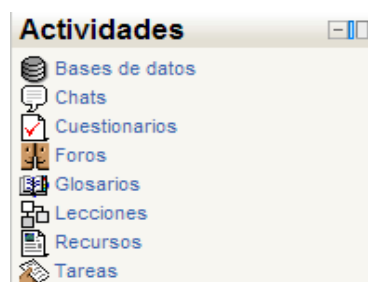 Actividades
Bases de datos
Chats
Cuestionarios
Foros
Glosarios
Lecciones
Recursos
Tareas